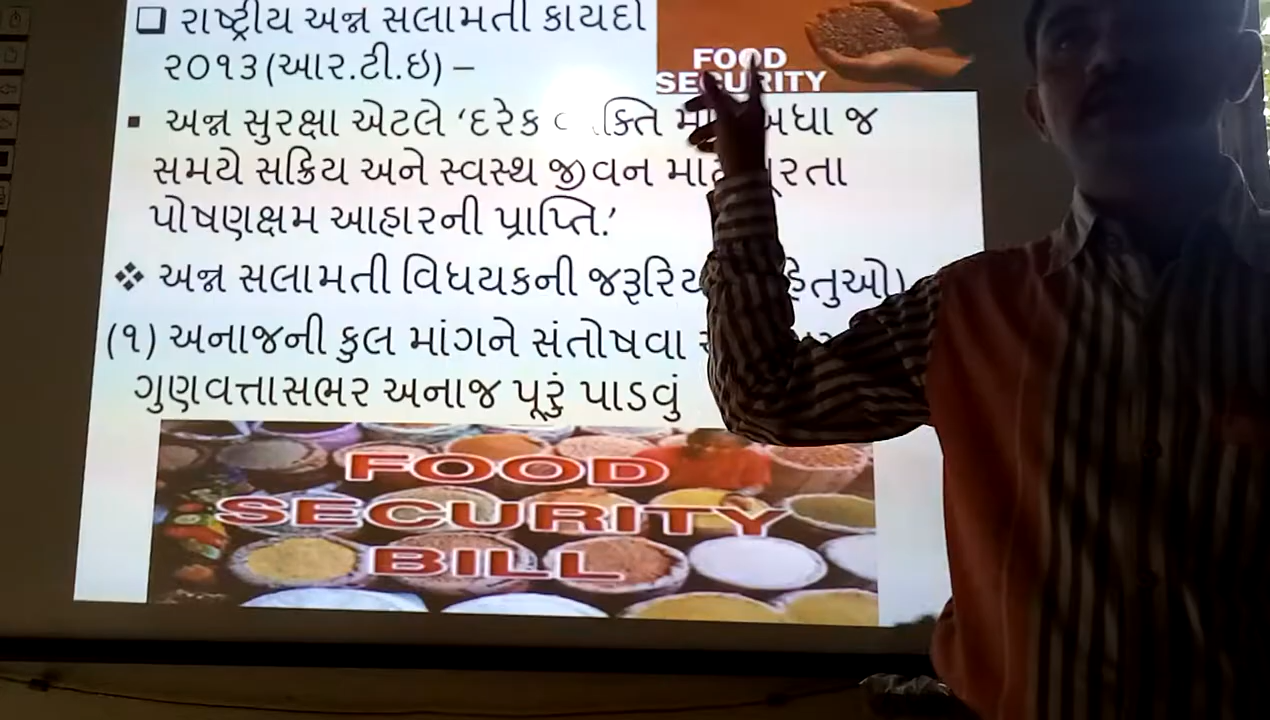 ❑ રાષ્ટ્રીય અન્ન સલામતી કાયદો
૨૦૧૩(આર.ટી.ઇ) –
FOOD
SECURITY
▪ અન્ન સુરક્ષા એટલે ‘દરેક બધા જ
સમયે સક્રિય અને સ્વસ્થ જીવન
પોષણક્ષમ આહારની પ્રાપ્તિ.’
❖ અન્ન સલામતી વિધયકની
(૧) અનાજની કુલ માંગને સંતોષવા
ગુણવત્તાસભર અનાજ પૂરું પાડવું
FOOD
SECURITY
BILL